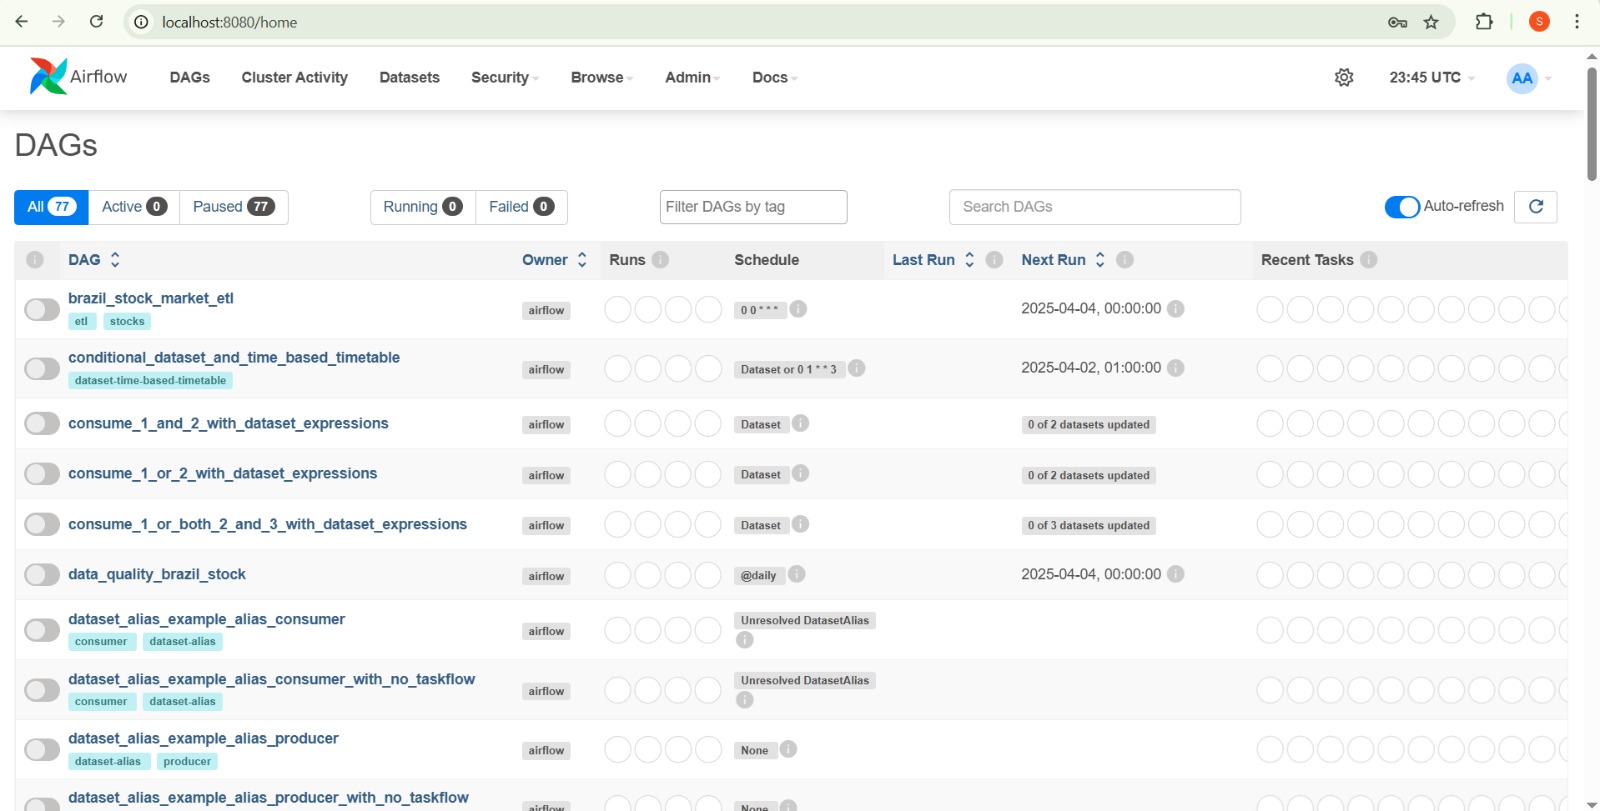 localhost:8080/home
S
Airflow DAGs Cluster Activity Datasets Security Browse Admin Docs 23:45 UTC AA
DAGs
All 77 Active 0 Paused 77 Running 0 Failed 0 Filter DAGs by tag Search DAGs Auto-refresh
DAG Owner Runs Schedule Last Run Next Run Recent Tasks
brazil_stock_market_etl airflow 0 0 * * * 2025-04-04, 00:00:00
etl stocks
conditional_dataset_and_time_based_timetable airflow Dataset or 0 1 * * 3 2025-04-02, 01:00:00
dataset-time-based-timetable
consume_1_and_2_with_dataset_expressions airflow Dataset 0 of 2 datasets updated
consume_1_or_2_with_dataset_expressions airflow Dataset 0 of 2 datasets updated
consume_1_or_both_2_and_3_with_dataset_expressions airflow Dataset 0 of 3 datasets updated
data_quality_brazil_stock airflow @daily 2025-04-04, 00:00:00
dataset_alias_example_alias_consumer airflow Unresolved DatasetAlias
consumer dataset-alias
dataset_alias_example_alias_consumer_with_no_taskflow airflow Unresolved DatasetAlias
consumer dataset-alias
dataset_alias_example_alias_producer airflow None
dataset-alias producer
dataset_alias_example_alias_producer_with_no_taskflow airflow None